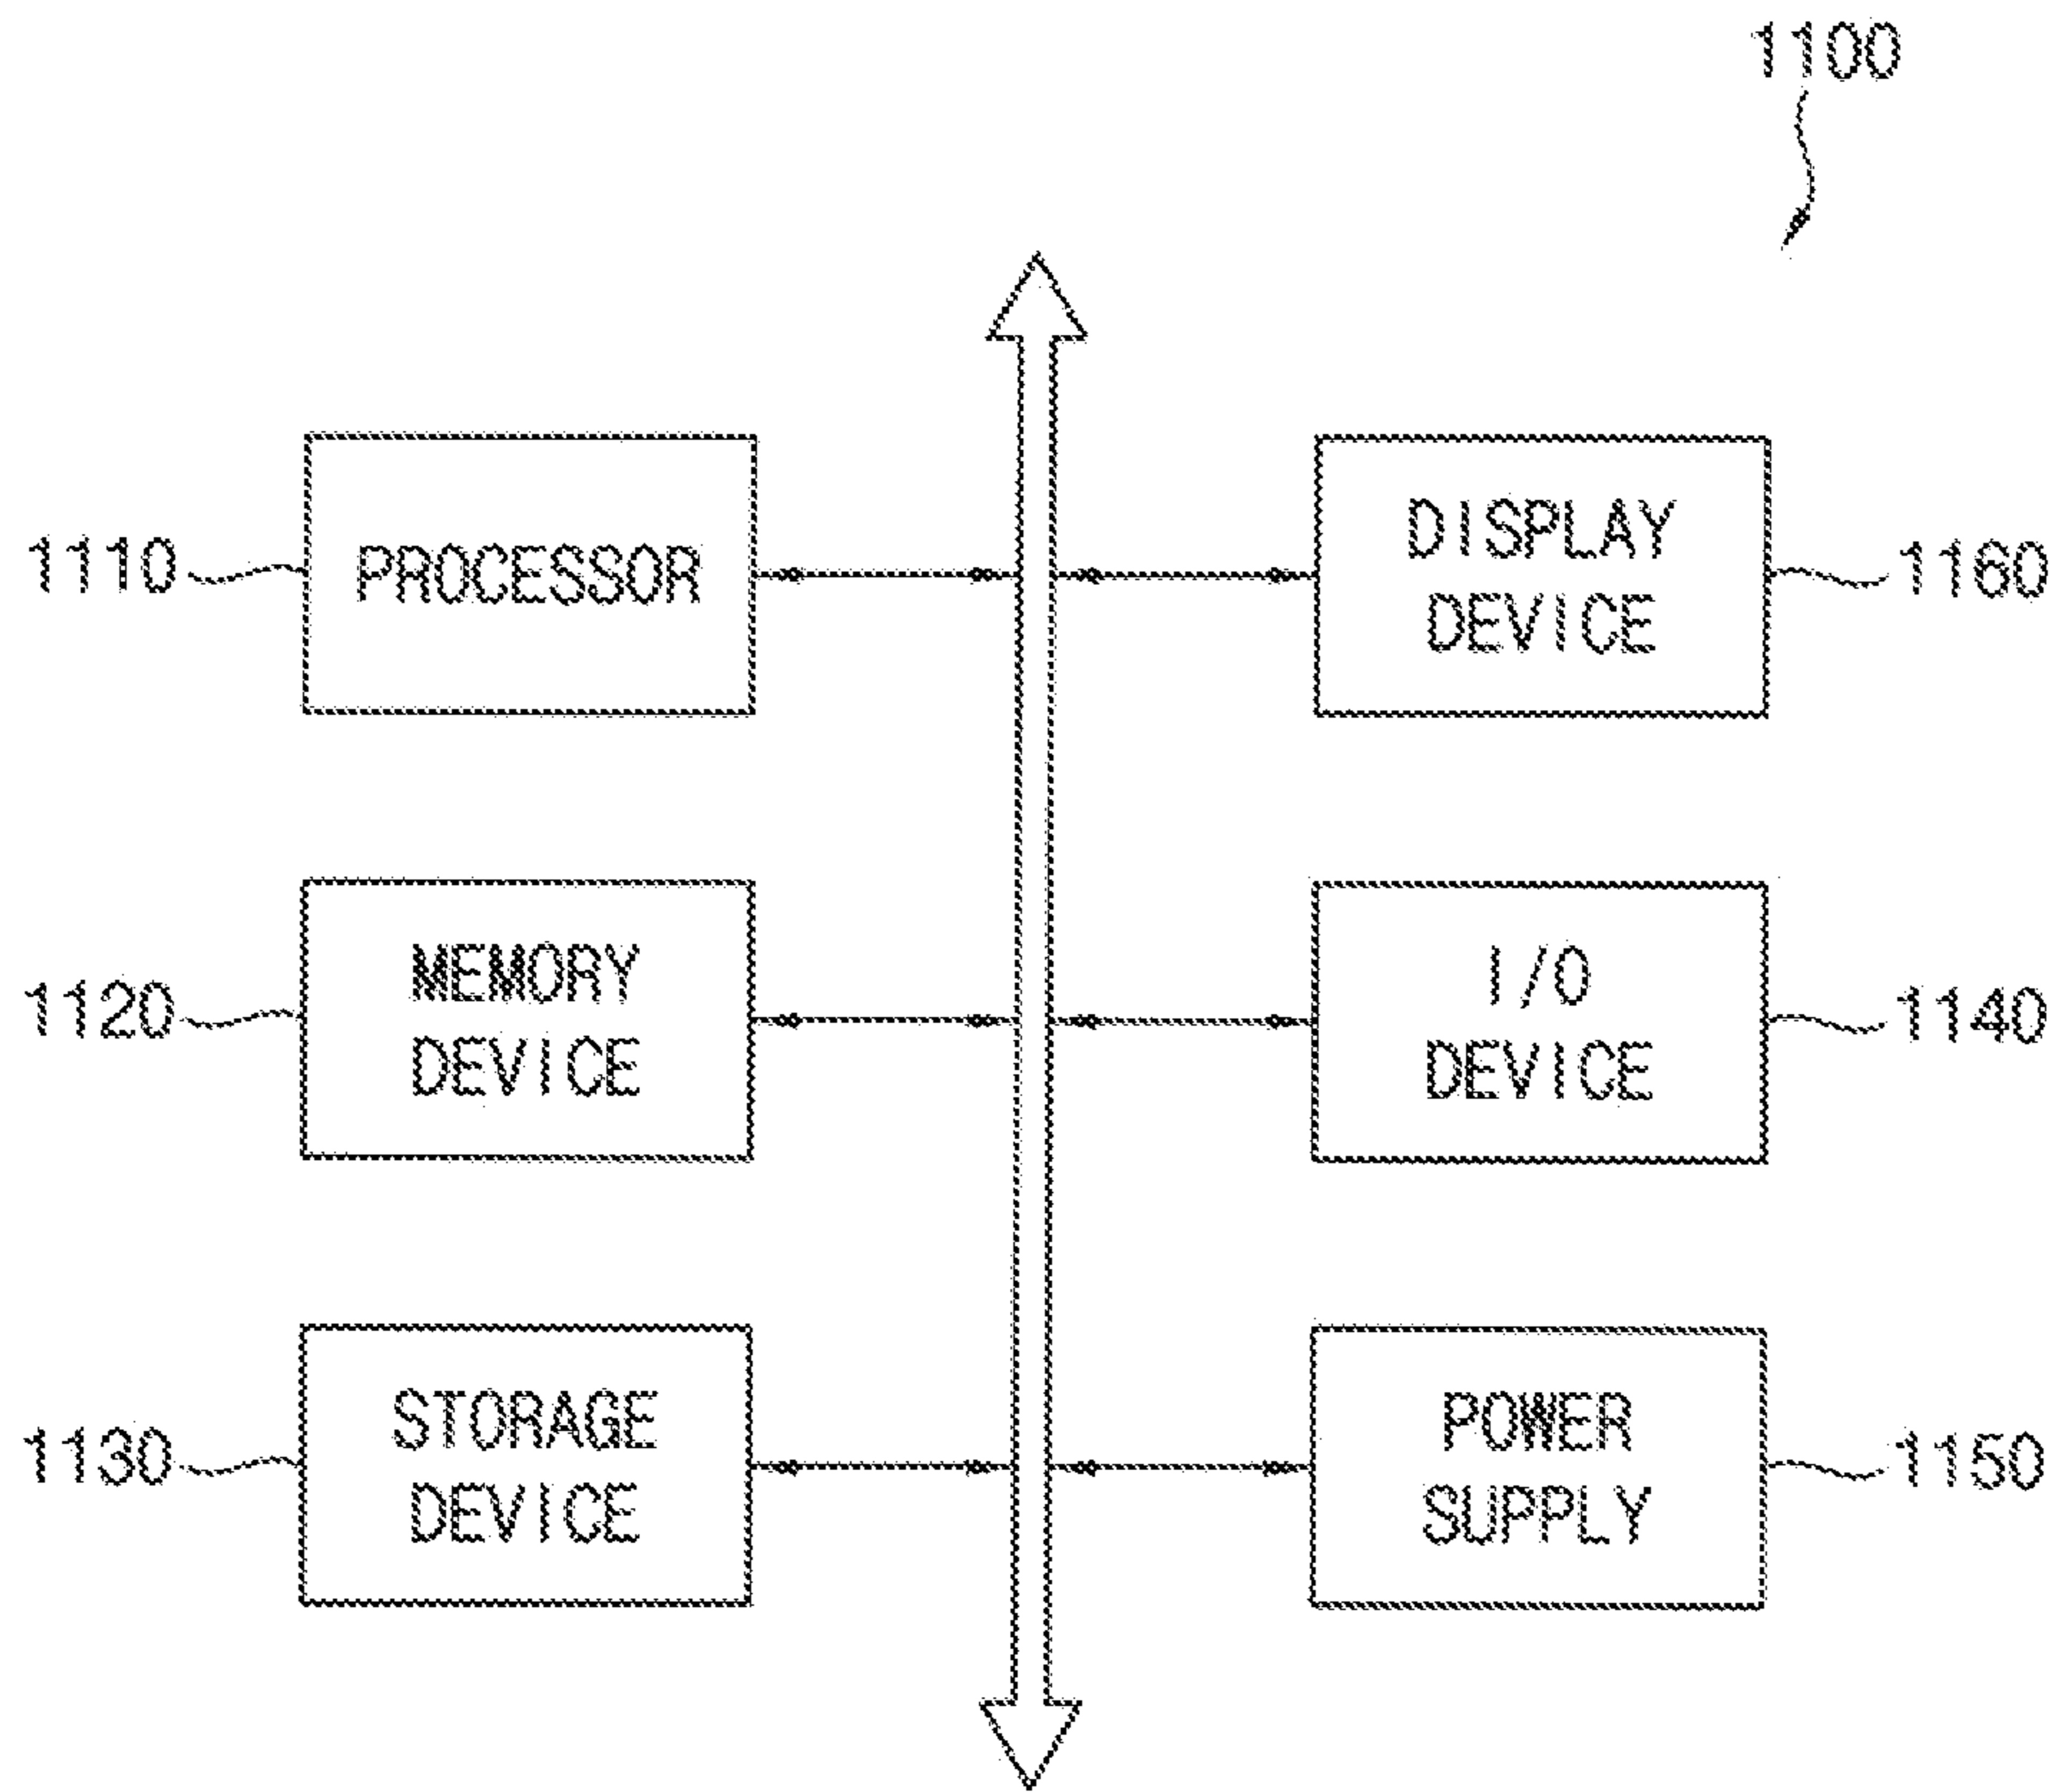 1100
1110
PROCESSOR
DISPLAY
DEVICE
1160
1120
MEMORY
DEVICE
I/O
DEVICE
1140
1130
STORAGE
DEVICE
POWER
SUPPLY
1150